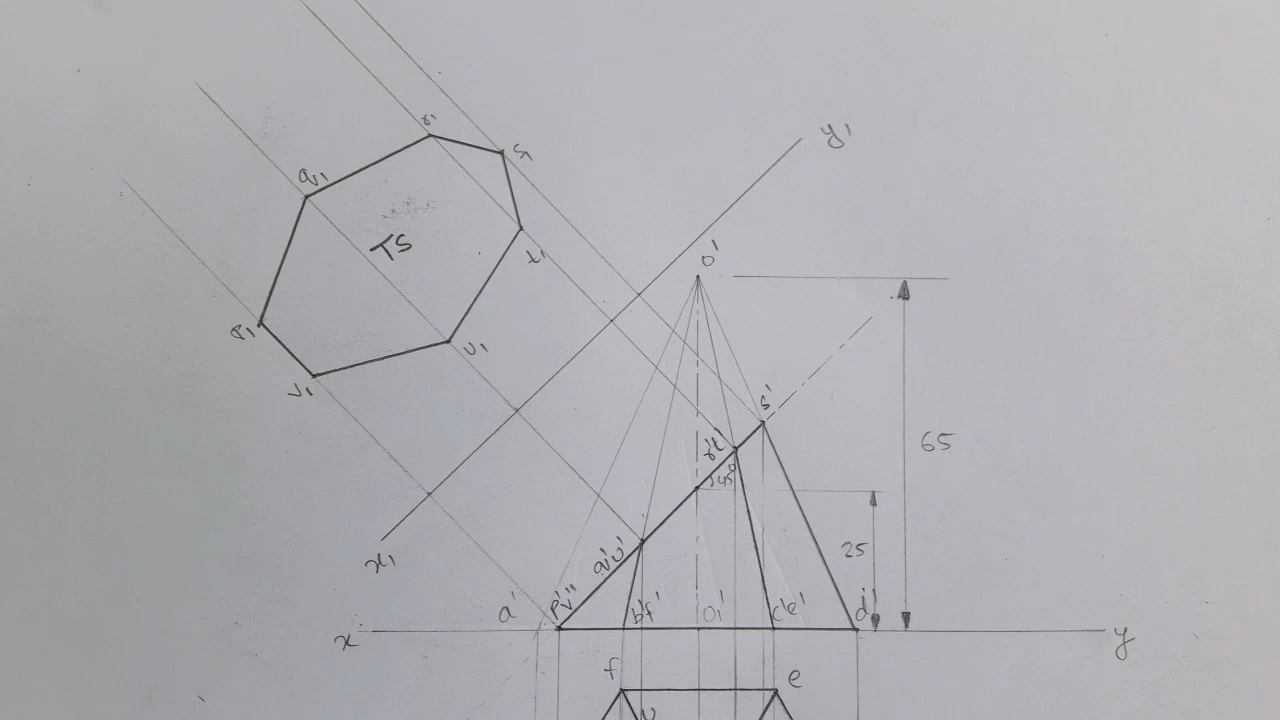 r₁
s₁
y₁
q₁
TS
t₁
o'
p₁
u₁
v₁
s'
r't'
65
45°
25
x₁
q'u'
a'
p'v'
b'f'
o₁'
c'e'
d'
x
y
f
e